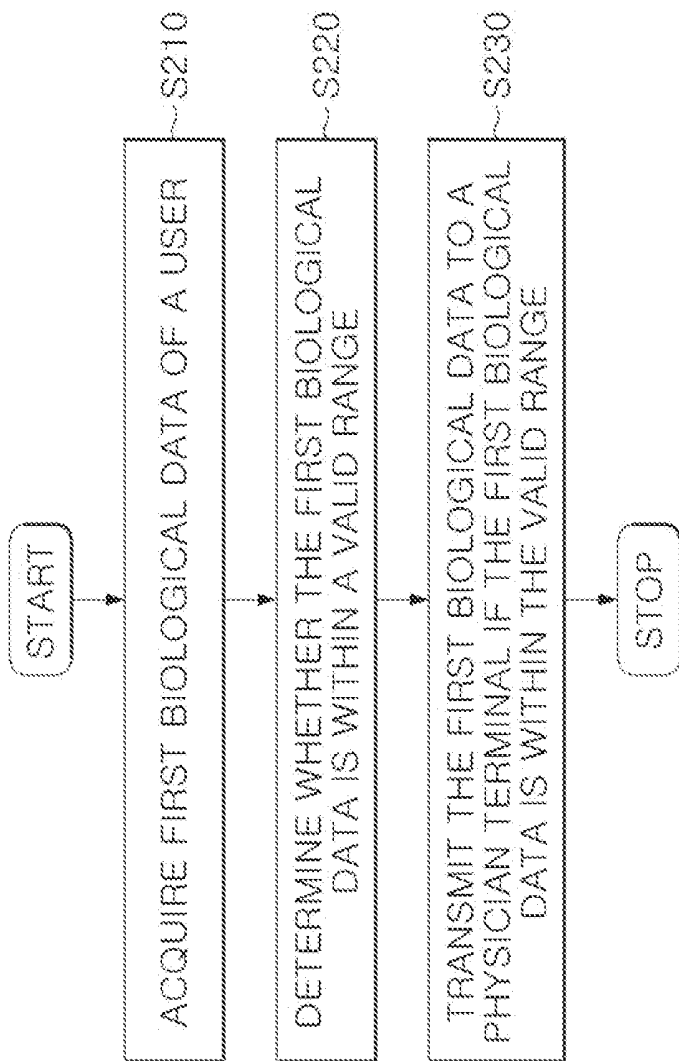 START
ACQUIRE FIRST BIOLOGICAL DATA OF A USER
S210
DETERMINE WHETHER THE FIRST BIOLOGICAL
DATA IS WITHIN A VALID RANGE
S220
TRANSMIT THE FIRST BIOLOGICAL DATA TO A
PHYSICIAN TERMINAL IF THE FIRST BIOLOGICAL
DATA IS WITHIN THE VALID RANGE
S230
STOP